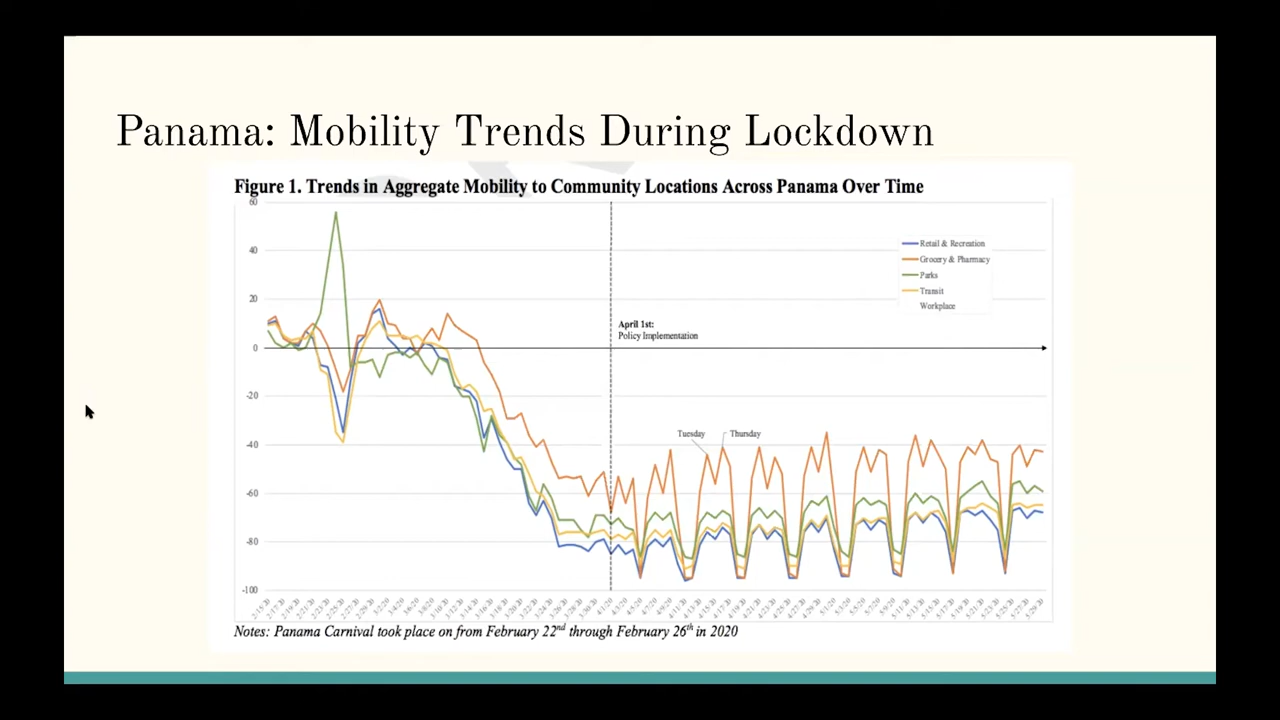 Panama: Mobility Trends During Lockdown
Figure 1. Trends in Aggregate Mobility to Community Locations Across Panama Over Time
60
40
20
0
-20
-40
-60
-80
-100
Retail & Recreation
Grocery & Pharmacy
Parks
Transit
Workplace
April 1st:
Policy Implementation
Tuesday
Thursday
Notes: Panama Carnival took place on from February 22nd through February 26th in 2020